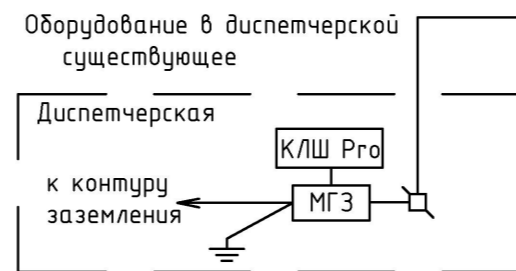 Оборудование в диспетчерской
существующее
Диспетчерская
КЛШ Pro
к контуру
заземления
МГЗ